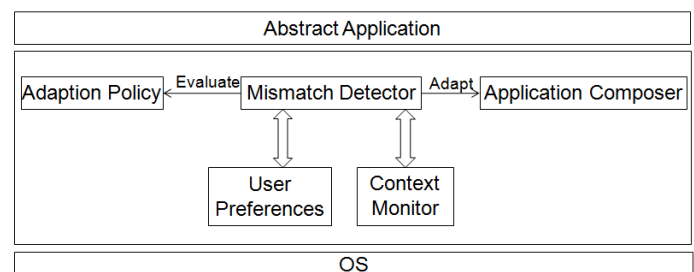 Abstract Application
Adaption Policy
Evaluate
Mismatch Detector
Adapt
Application Composer
User
Preferences
Context
Monitor
OS